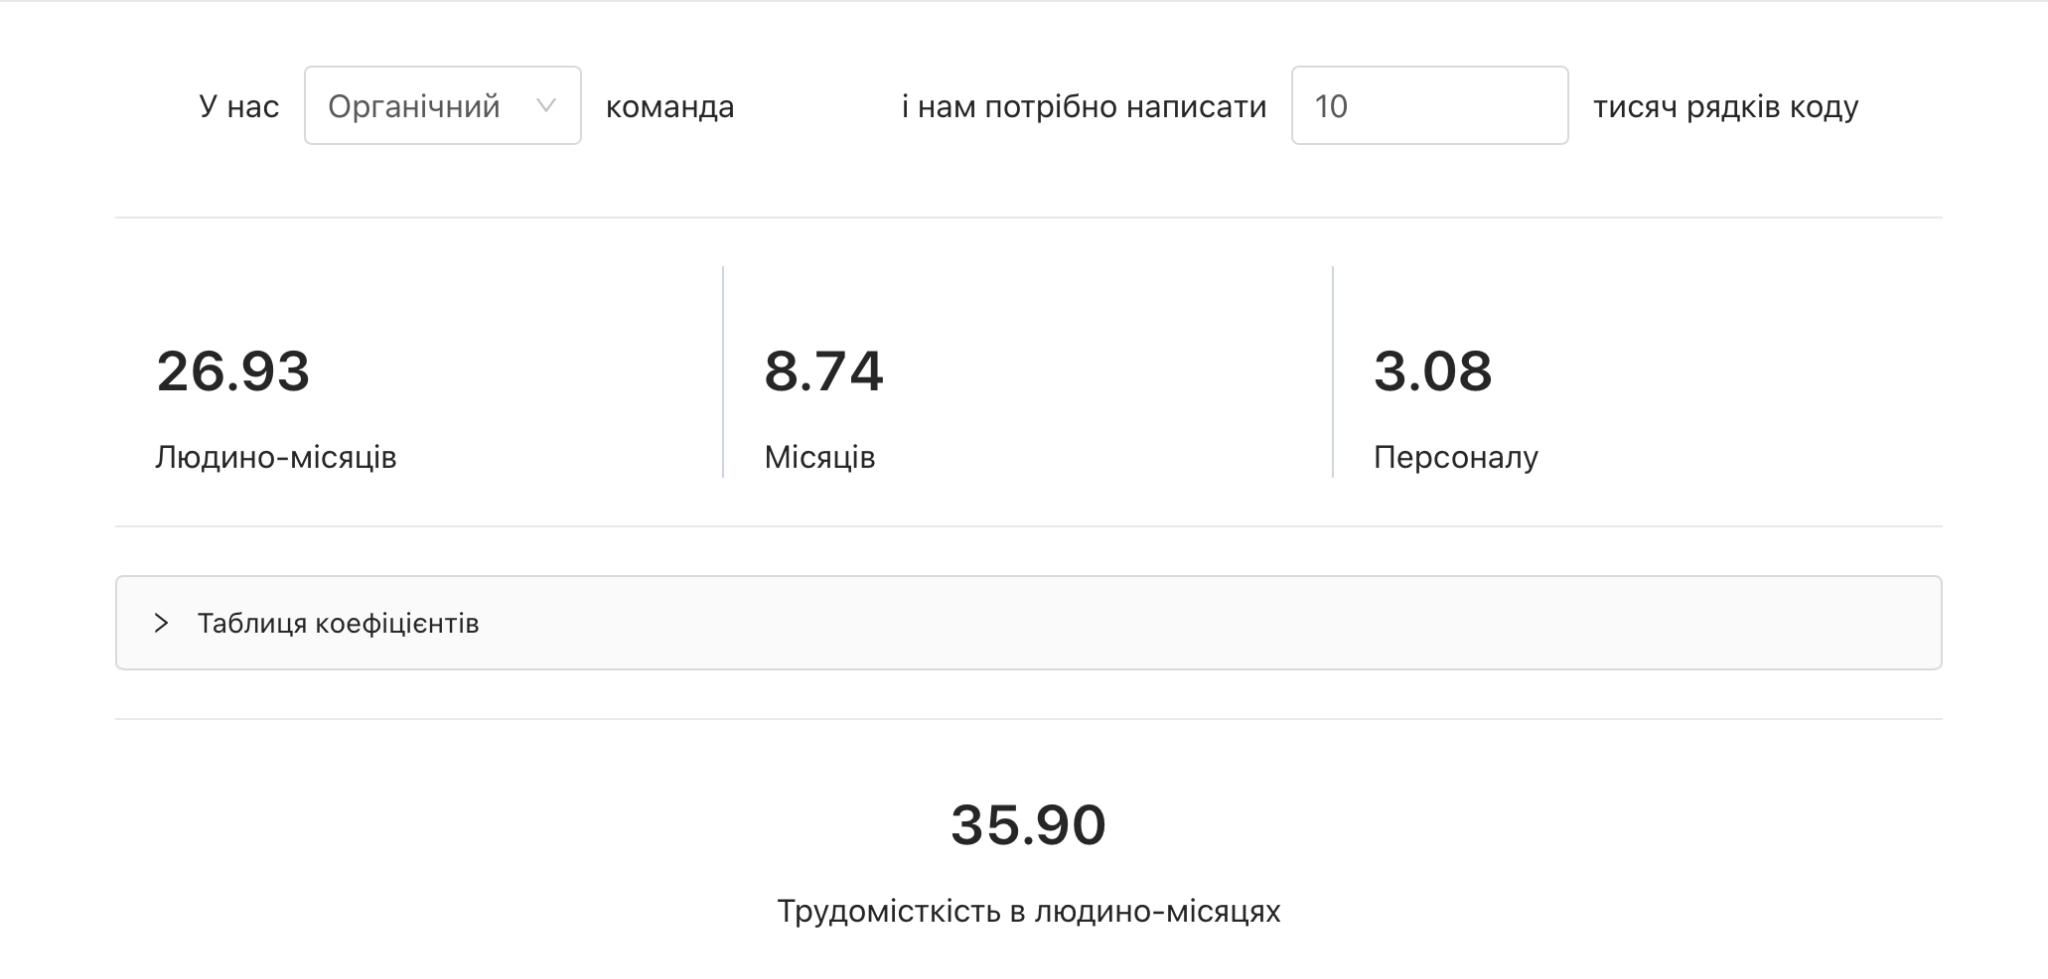 У нас Органічний команда і нам потрібно написати 10 тисяч рядків коду
26.93 8.74 3.08
Людино-місяців Місяців Персоналу
Таблиця коефіцієнтів
35.90
Трудомісткість в людино-місяцях